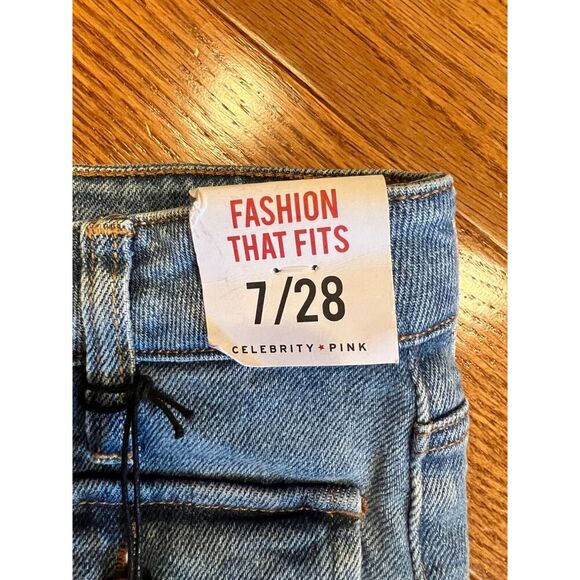 FASHION
THAT FITS
7/28
CELEBRITY★PINK